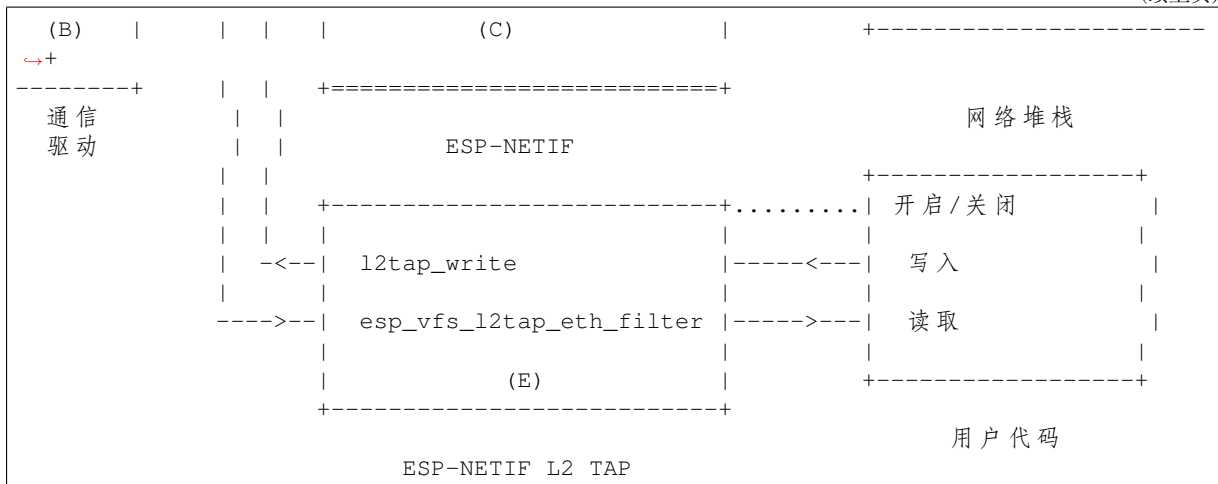 (B) | | | | (C) | +-----------------------
↪+
--------+ | | +===========================+
通信 | | 网络堆栈
驱动 | | ESP-NETIF
| | +------------------+
| | +---------------------------+.........| 开启/关闭 |
| | | | | |
| -<--| l2tap_write |-----<---| 写入 |
| | | | |
---->--| esp_vfs_l2tap_eth_filter |----->---| 读取 |
| | | |
| (E) | +------------------+
+---------------------------+
用户代码
ESP-NETIF L2 TAP